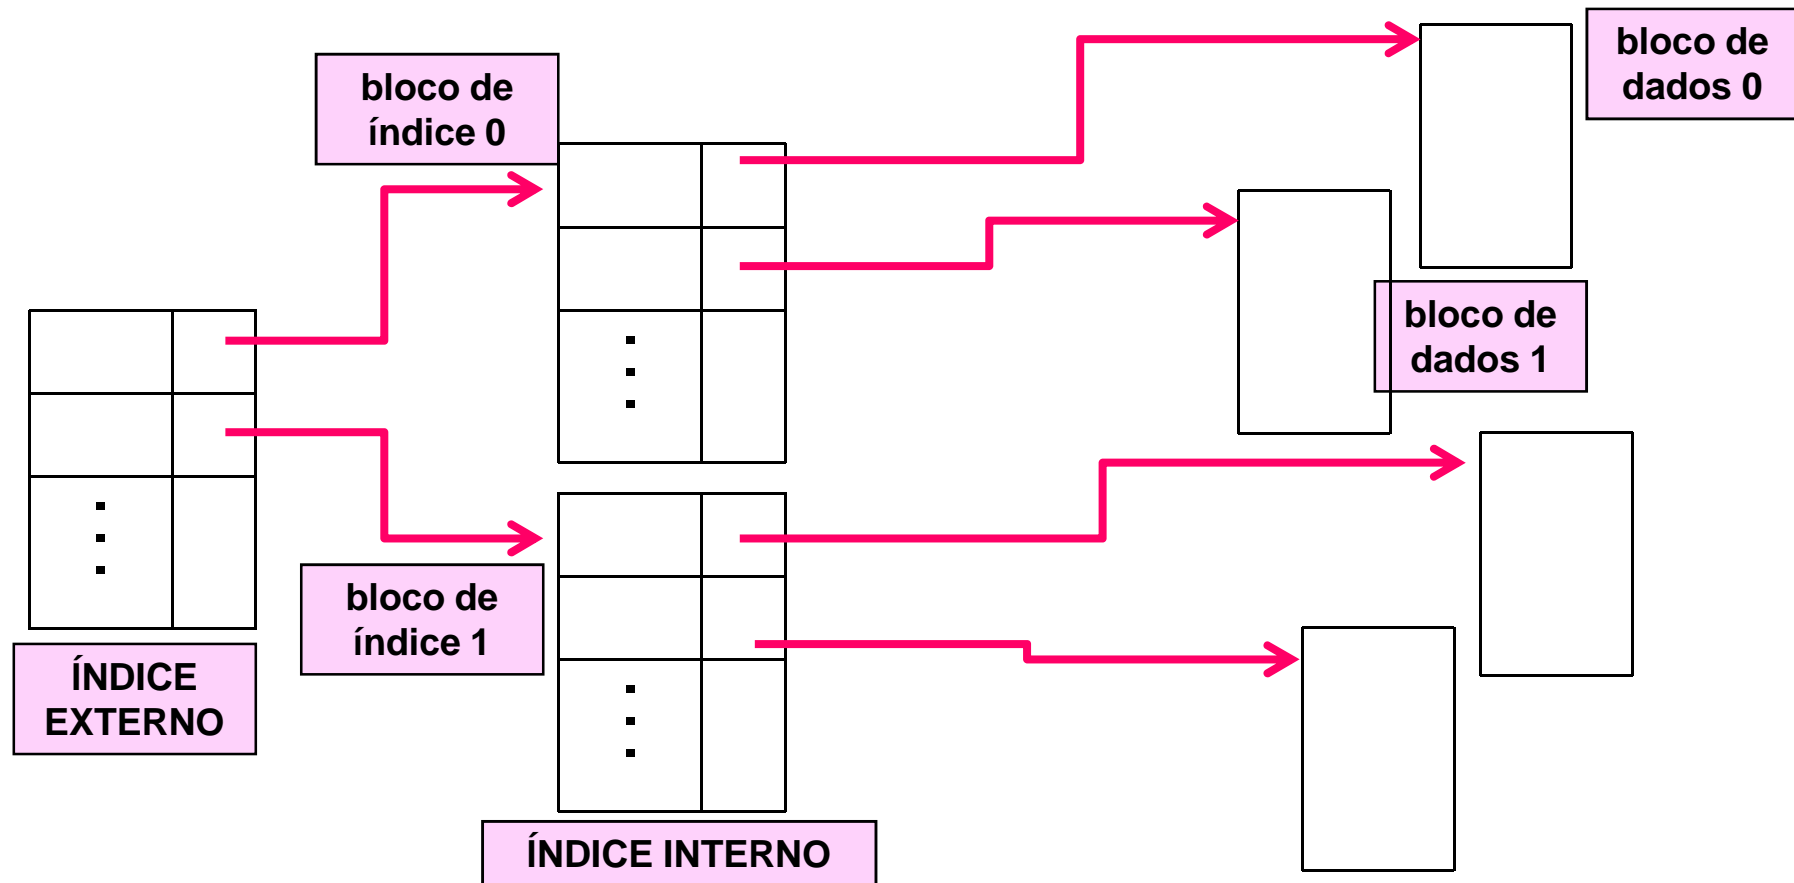 bloco de
dados 0
bloco de
índice 0
bloco de
dados 1
bloco de
índice 1
ÍNDICE
EXTERNO
ÍNDICE INTERNO